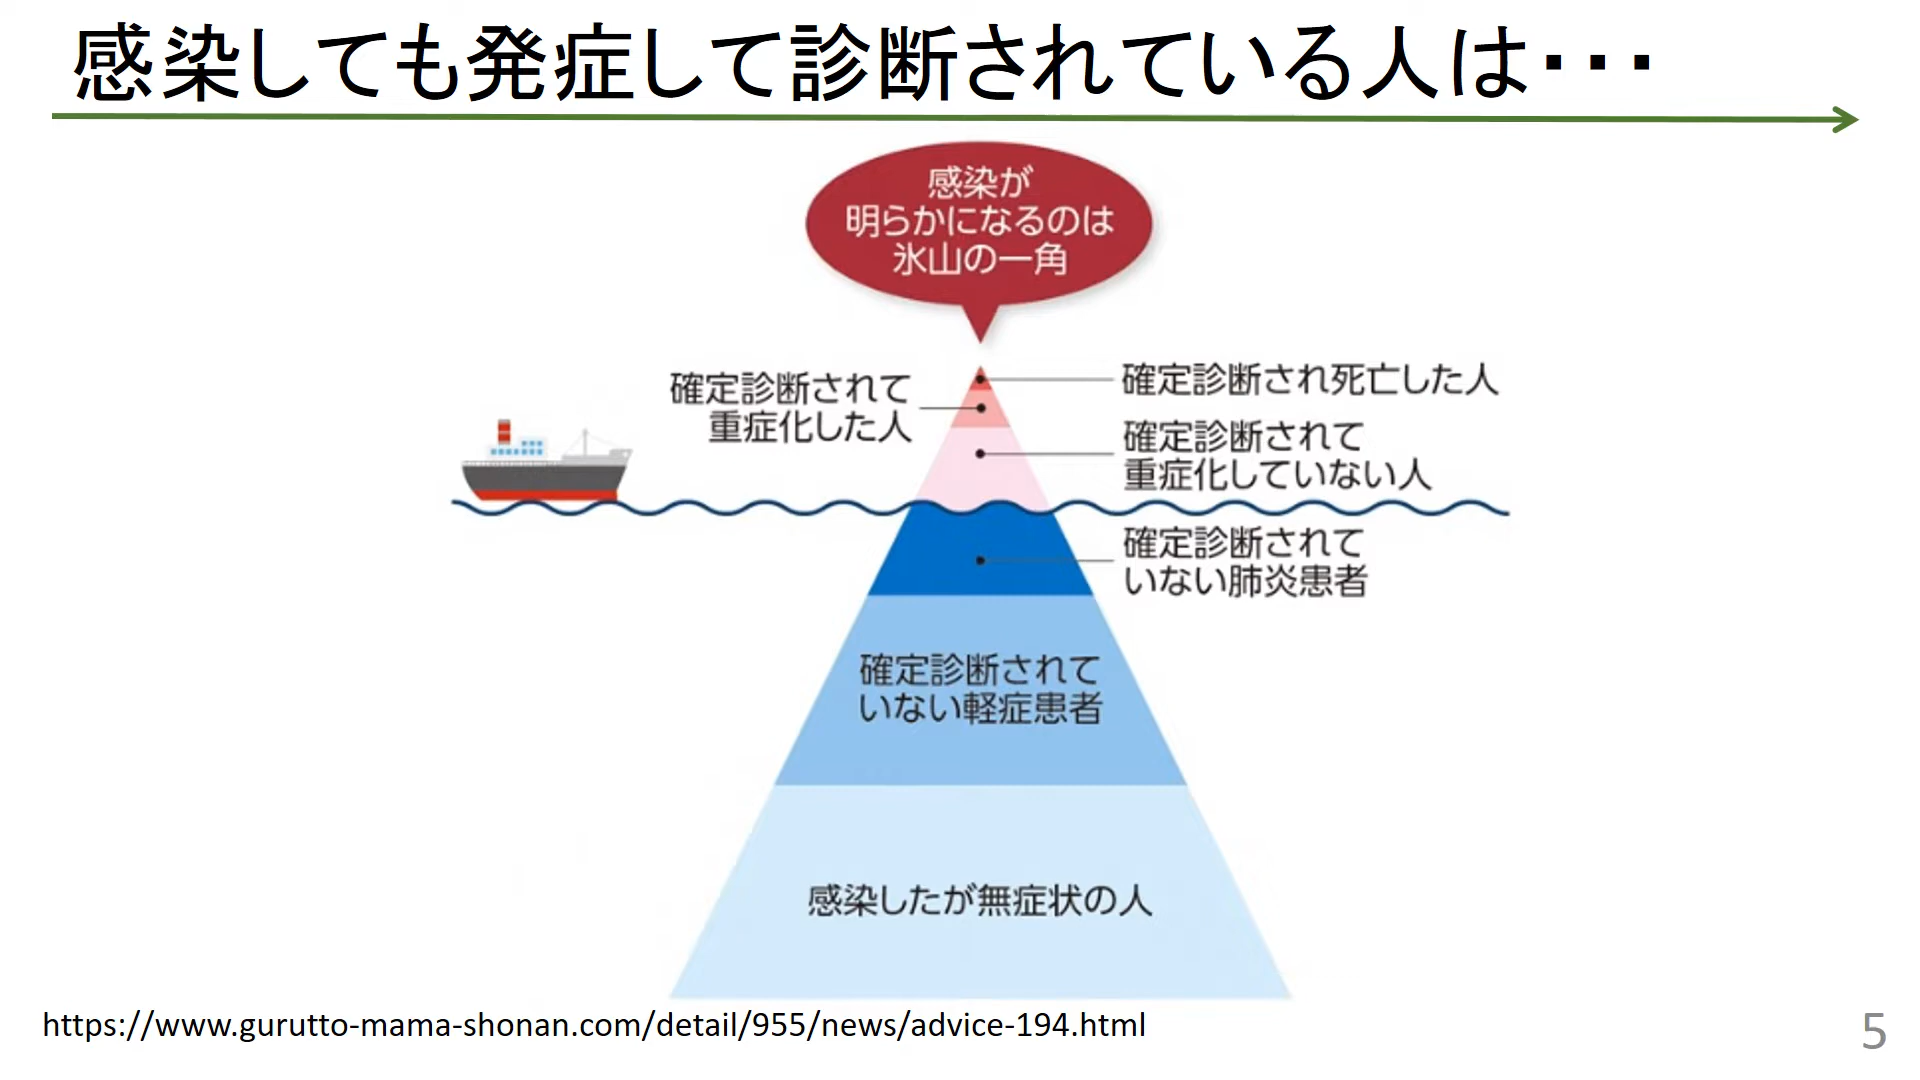 感染しても発症して診断されている人は・・・
感染が
明らかになるのは
氷山の一角
確定診断されて
重症化した人
確定診断され死亡した人
確定診断されて
重症化していない人
確定診断されて
いない肺炎患者
確定診断されて
いない軽症患者
感染したが無症状の人
https://www.gurutto-mama-shonan.com/detail/955/news/advice-194.html
5